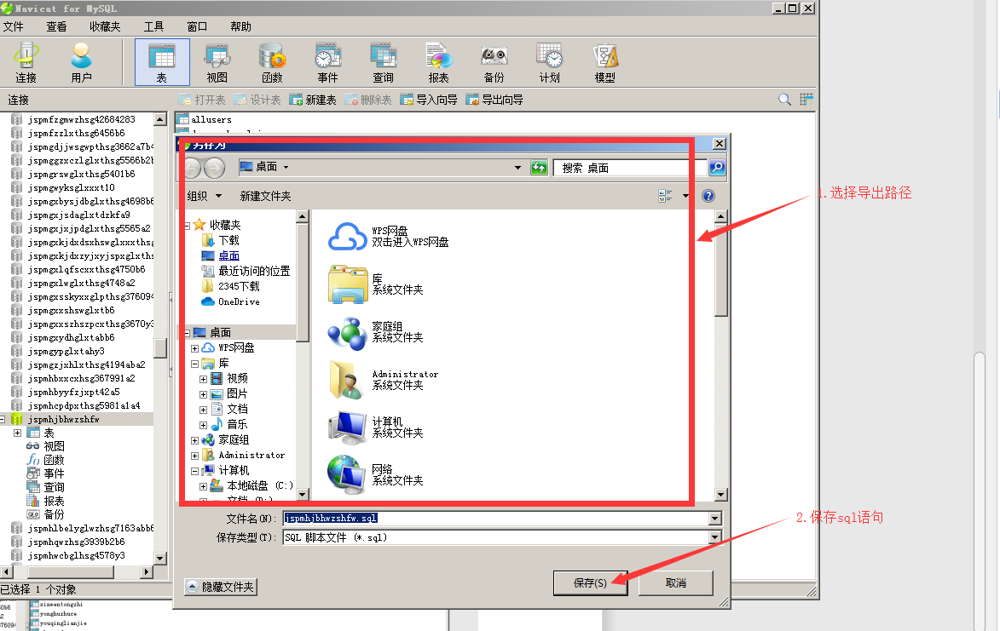 Navicat for MySQL
文件 查看 收藏夹 工具 窗口 帮助
连接 用户 表 视图 函数 事件 查询 报表 备份 计划 模型
连接
打开表 设计表 新建表 删除表 导入向导 导出向导
jspmfzgmwzhsg42684283
jspmfzzlxthsg6456b6
jspmgdjjwsgwpthsg3662a7b4
jspmggzxczlglxthsg5566b2b
jspmgrswglxthsg5401b6
jspmgwyksglxxxt10
jspmgxbysjdbglxthsg4698b6
jspmgxjsdaglxtdzkfa9
jspmgxjxjpdglxthsg5565a2
jspmgxkjdxdsxhswglxxxthsg
jspmgxkjdxzyjxyjspxglxths
jspmgxlqfscxxthsg4750b6
jspmgxlwglxthsg4748a2
jspmgxsskyxxglpthsg376094
jspmgxxshswglxtb6
jspmgxxszhszpcxthsg3670y3
jspmgxydhglxtabb6
jspmgypglxtahy3
jspmgzjxhlxthsg4194aba2
jspmhbxxcxhsg367991a2
jspmhbyyfzjxpt42a5
jspmhcpdpxthsg5981a1a4
jspmhjbhwzshfw
表
视图
函数
事件
查询
报表
备份
jspmhlbelyglwzhsg7163abb6
jspmhqwzhsg3939b2b6
jspmhwcbglhsg4578y3
已选择 1 个对象
allusers
另存为
桌面
搜索 桌面
组织 新建文件夹
收藏夹
下载
桌面
最近访问的位置
2345下载
OneDrive
桌面
WPS网盘
库
视频
图片
文档
音乐
家庭组
Administrator
计算机
本地磁盘 (C:)
文档 (D:)
WPS网盘
双击进入WPS网盘
库
系统文件夹
家庭组
系统文件夹
Administrator
系统文件夹
计算机
系统文件夹
网络
系统文件夹
文件名(N): jspmhjbhwzshfw.sql
保存类型(T): SQL 脚本文件 (*.sql)
隐藏文件夹 保存(S) 取消
1.选择导出路径
2.保存sql语句
xinwentongzhi
yonghuzhuce
youqinglianjie